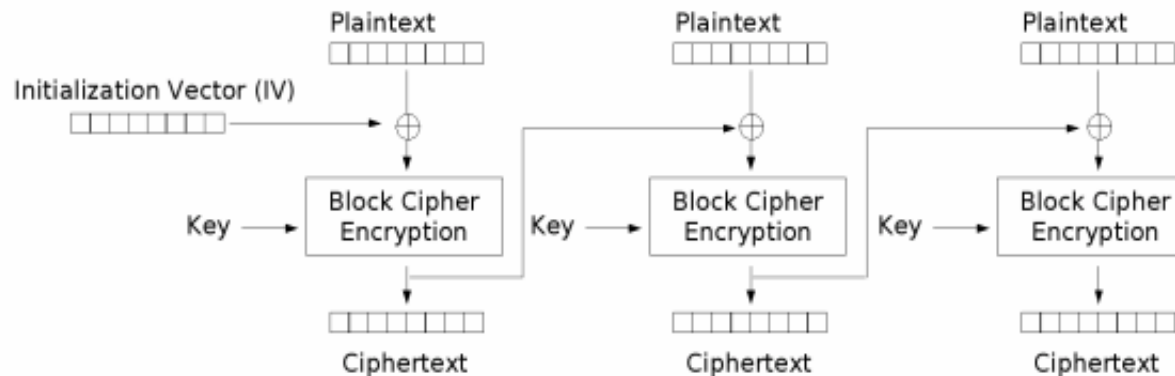 Plaintext
Plaintext
Plaintext
Initialization Vector (IV)
Key
Block Cipher
Encryption
Key
Block Cipher
Encryption
Key
Block Cipher
Encryption
Ciphertext
Ciphertext
Ciphertext